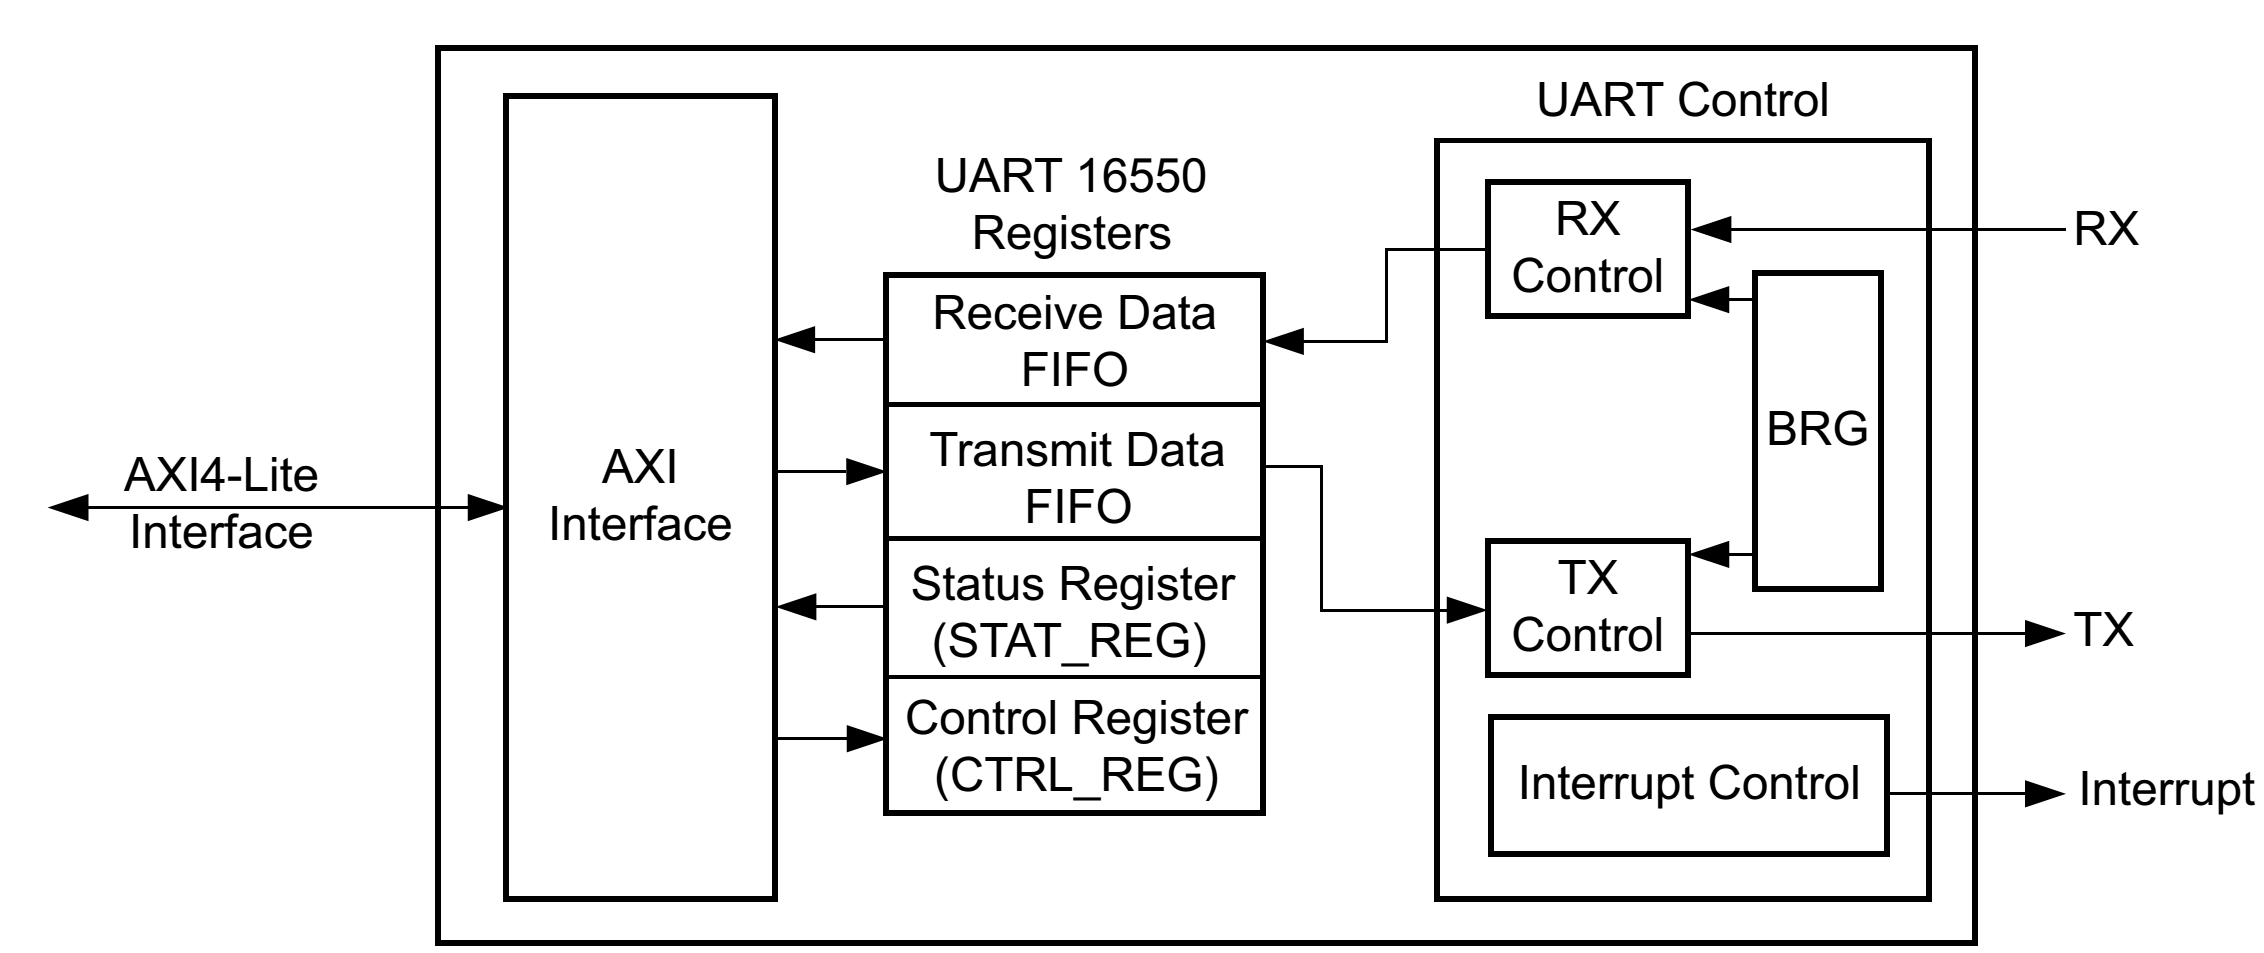 UART Control
UART 16550
Registers
RX
Control
RX
Receive Data
FIFO
BRG
Transmit Data
FIFO
AXI4-Lite
Interface
AXI
Interface
Status Register
(STAT_REG)
TX
Control
TX
Control Register
(CTRL_REG)
Interrupt Control
Interrupt